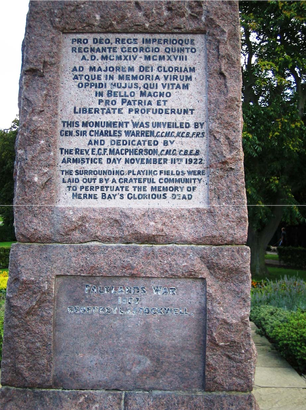 PRO DEO, REGE IMPERIOQUE
REGNANTE GEORGIO QUINTO
A.D. MCMXIV-MCMXVIII
AD MAJOREM DEI GLORIAM
ATQUE IN MEMORIA VIRUM
OPPIDI HUJUS, QUI VITAM
IN BELLO MAGNO
PRO PATRIA ET
LIBERTATE PROFUDERUNT
THIS MONUMENT WAS UNVEILED BY
GEN. SIR CHARLES WARREN, G.C.M.G, K.C.B, F.R.S
AND DEDICATED BY
THE REV E.C.F. MACPHERSON, C.M.G. C.B.E.
ARMISTICE DAY NOVEMBER 11TH 1922
THE SURROUNDING PLAYING FIELDS WERE
LAID OUT BY A GRATEFUL COMMUNITY
TO PERPETUATE THE MEMORY OF
HERNE BAY'S GLORIOUS DEAD
FALKLANDS WAR